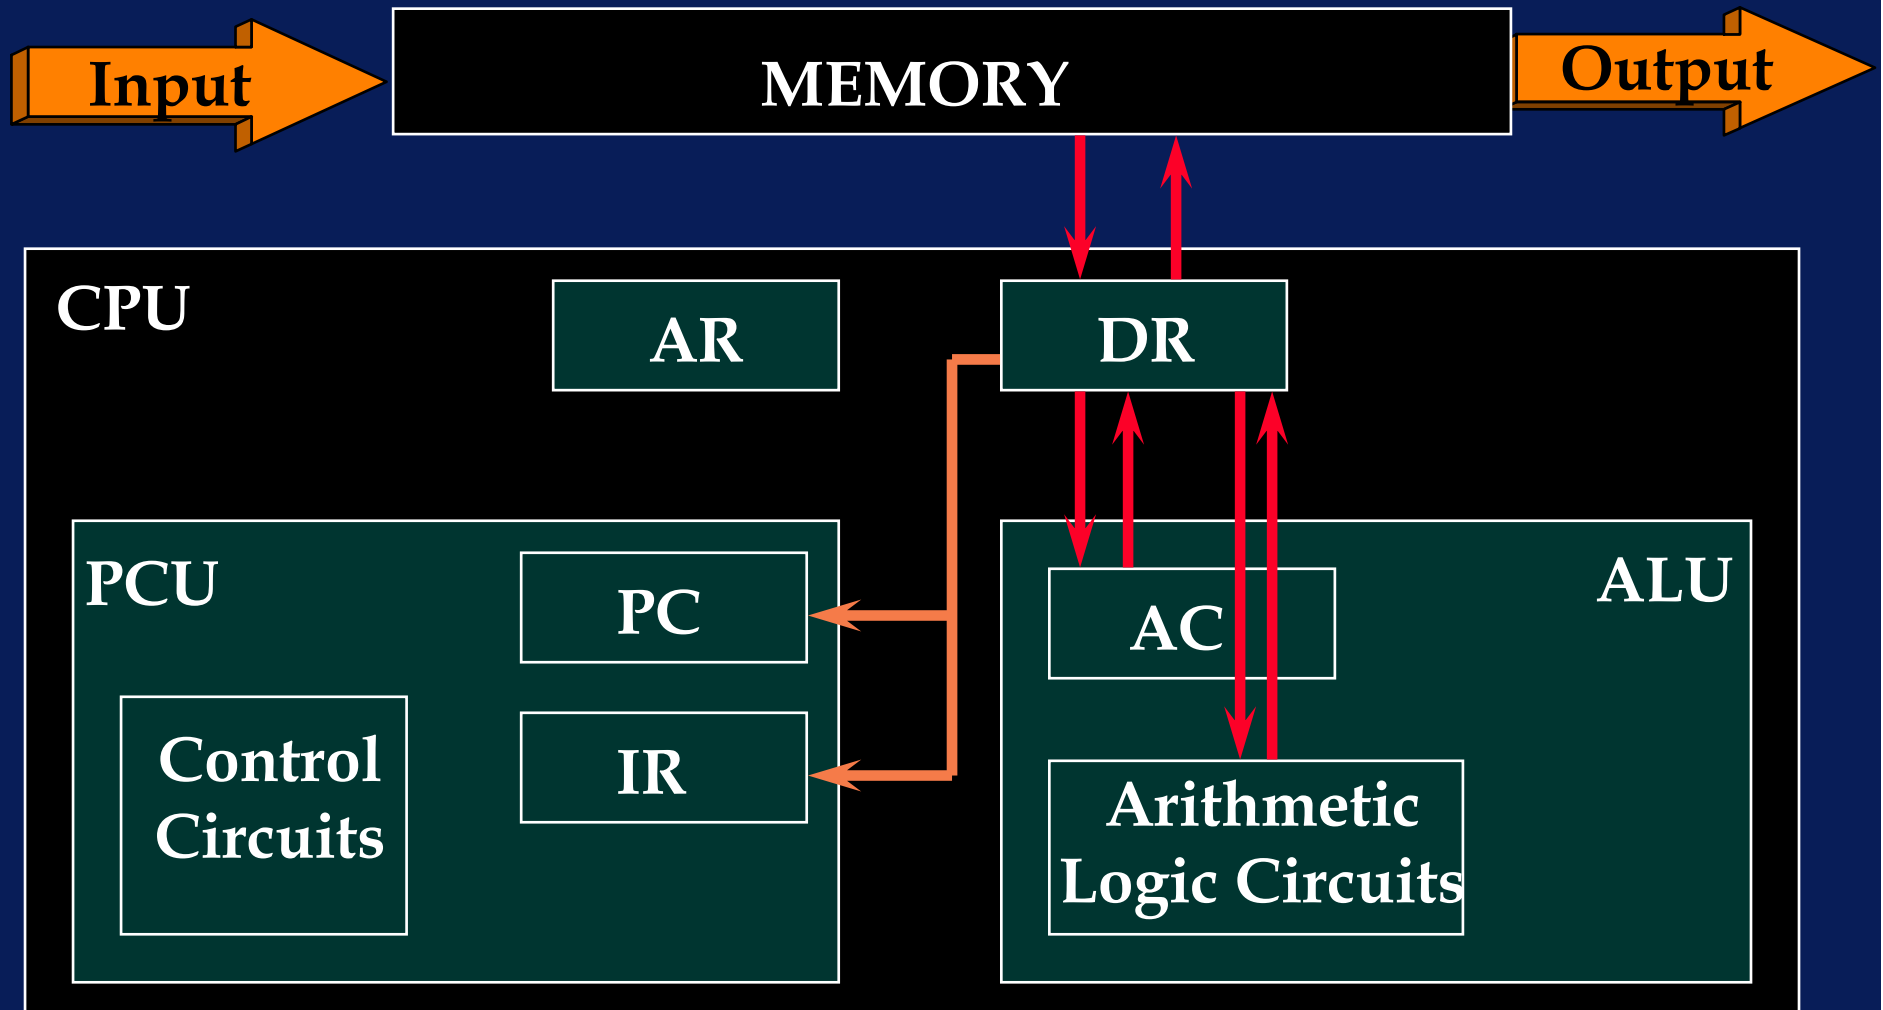 Input
MEMORY
Output
CPU
AR
DR
PCU
PC
IR
Control
Circuits
ALU
AC
Arithmetic
Logic Circuits